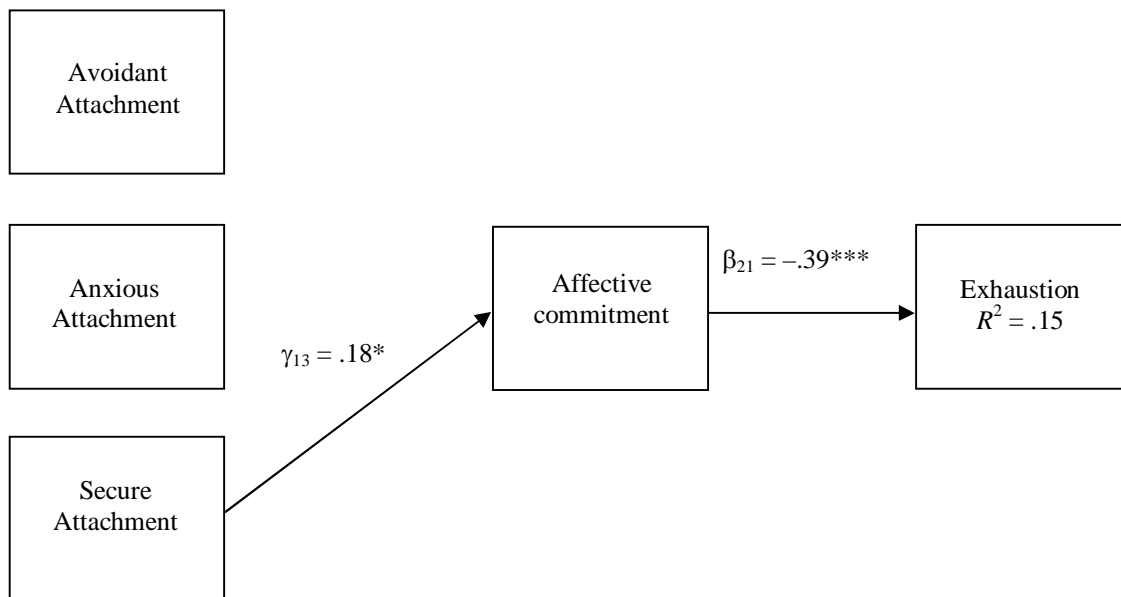 Avoidant
Attachment
Anxious
Attachment
Secure
Attachment
γ13 = .18*
Affective
commitment
β21 = –.39***
Exhaustion
R2 = .15